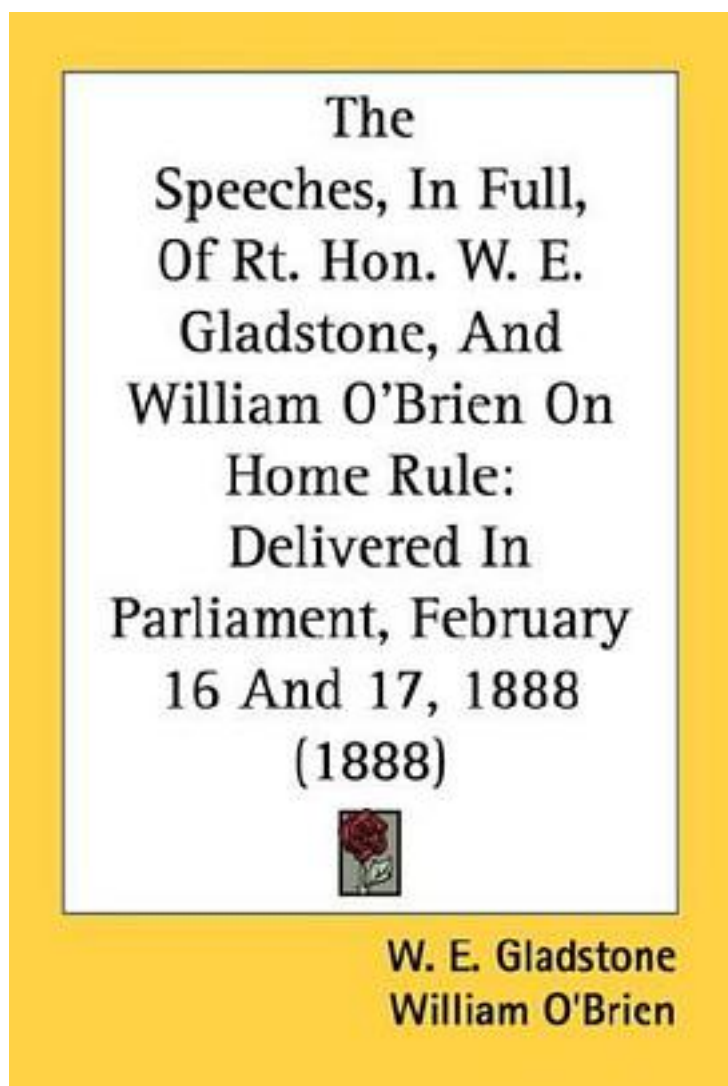 The
Speeches, In Full,
Of Rt. Hon. W. E.
Gladstone, And
William O'Brien On
Home Rule:
Delivered In
Parliament, February
16 And 17, 1888
(1888)
W. E. Gladstone
William O'Brien